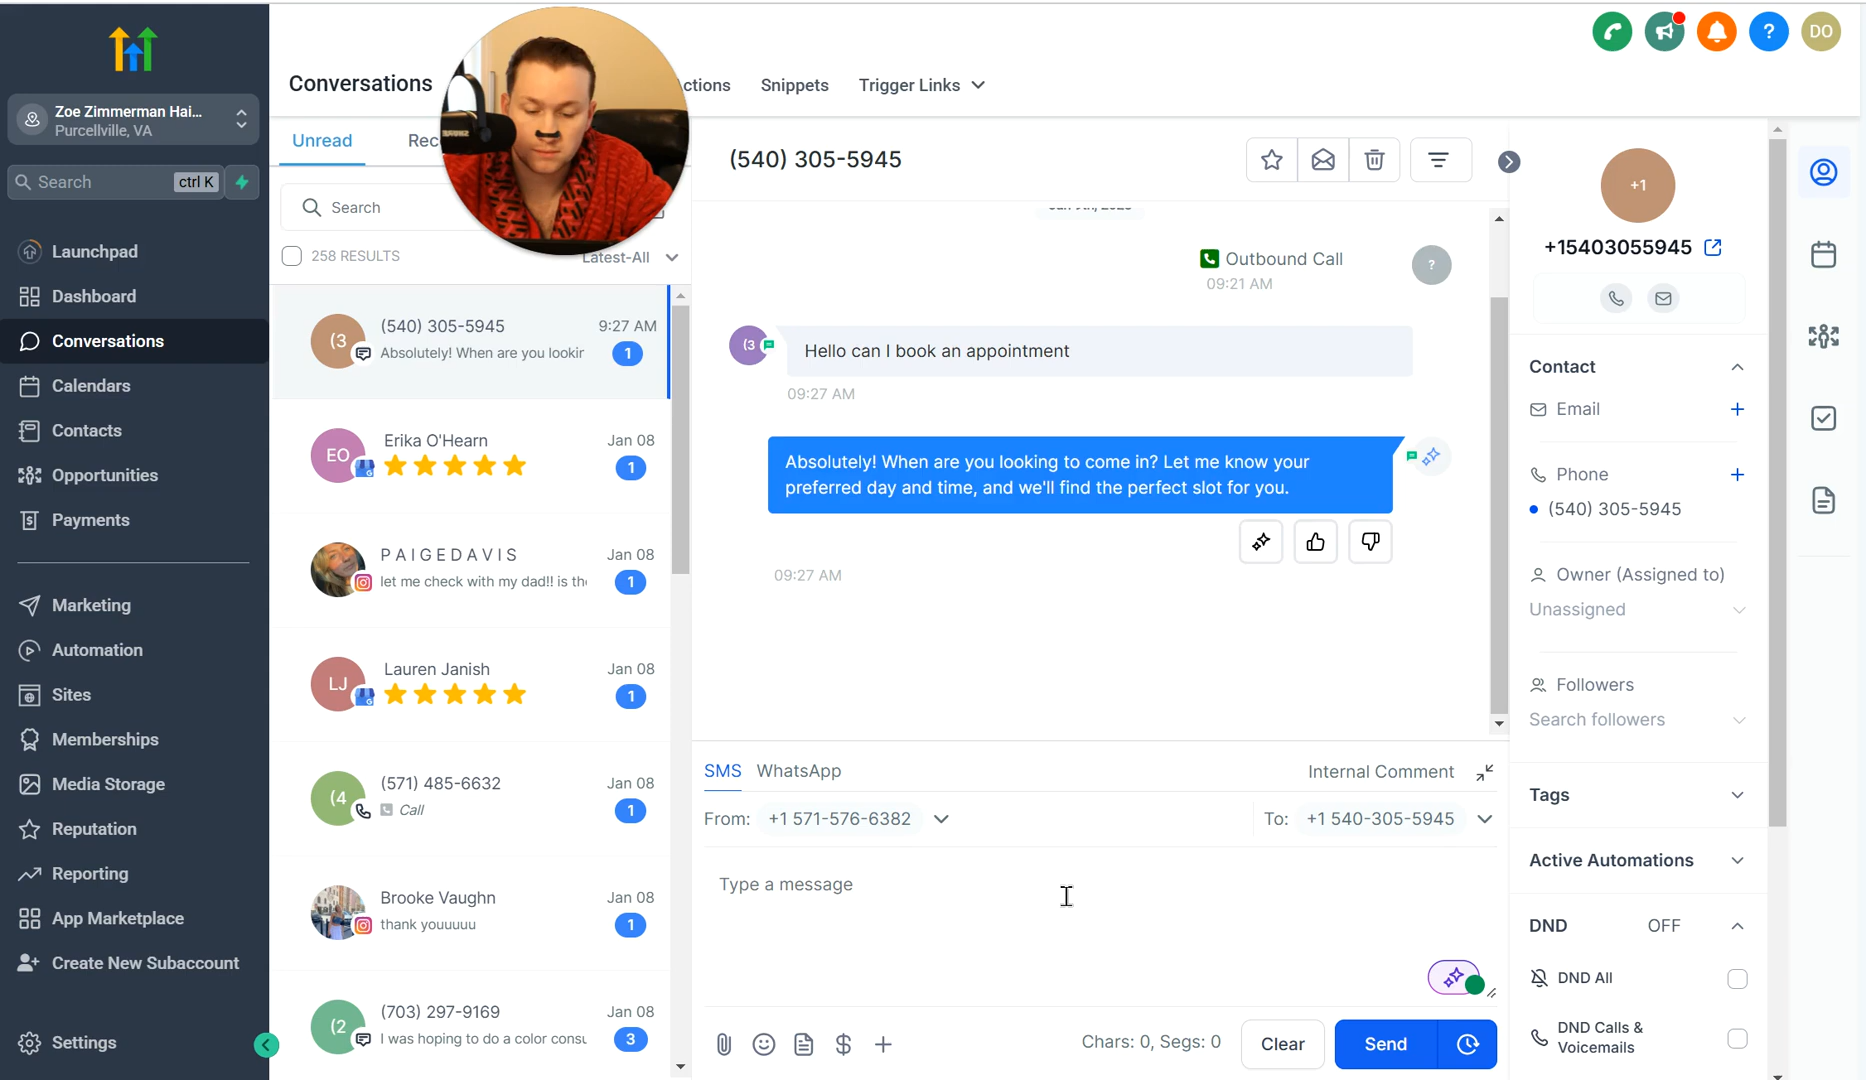 Zoe Zimmerman Hai...
Purcellville, VA
Search
ctrl K
Launchpad
Dashboard
Conversations
Calendars
Contacts
Opportunities
Payments
Marketing
Automation
Sites
Memberships
Media Storage
Reputation
Reporting
App Marketplace
Create New Subaccount
Settings
Conversations
ctions
Snippets
Trigger Links
?
DO
Unread
Rec
Search
258 RESULTS
Latest-All
(3
(540) 305-5945
9:27 AM
Absolutely! When are you lookir
1
EO
Erika O'Hearn
Jan 08
1
P A I G E D A V I S
Jan 08
let me check with my dad!! is the
1
LJ
Lauren Janish
Jan 08
1
(4
(571) 485-6632
Jan 08
Call
1
Brooke Vaughn
Jan 08
thank youuuuu
1
(2
(703) 297-9169
Jan 08
I was hoping to do a color consu
3
(540) 305-5945
Outbound Call
09:21 AM
?
(3
Hello can I book an appointment
09:27 AM
Absolutely! When are you looking to come in? Let me know your
preferred day and time, and we'll find the perfect slot for you.
09:27 AM
SMS
WhatsApp
Internal Comment
From: +1 571-576-6382
To: +1 540-305-5945
Type a message
Chars: 0, Segs: 0
Clear
Send
+1
+15403055945
Contact
Email
Phone
(540) 305-5945
Owner (Assigned to)
Unassigned
Followers
Search followers
Tags
Active Automations
DND
OFF
DND All
DND Calls &
Voicemails